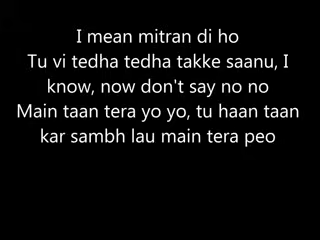 I mean mitran di ho
Tu vi tedha tedha takke saanu, I
know, now don't say no no
Main taan tera yo yo, tu haan taan
kar sambh lau main tera peo